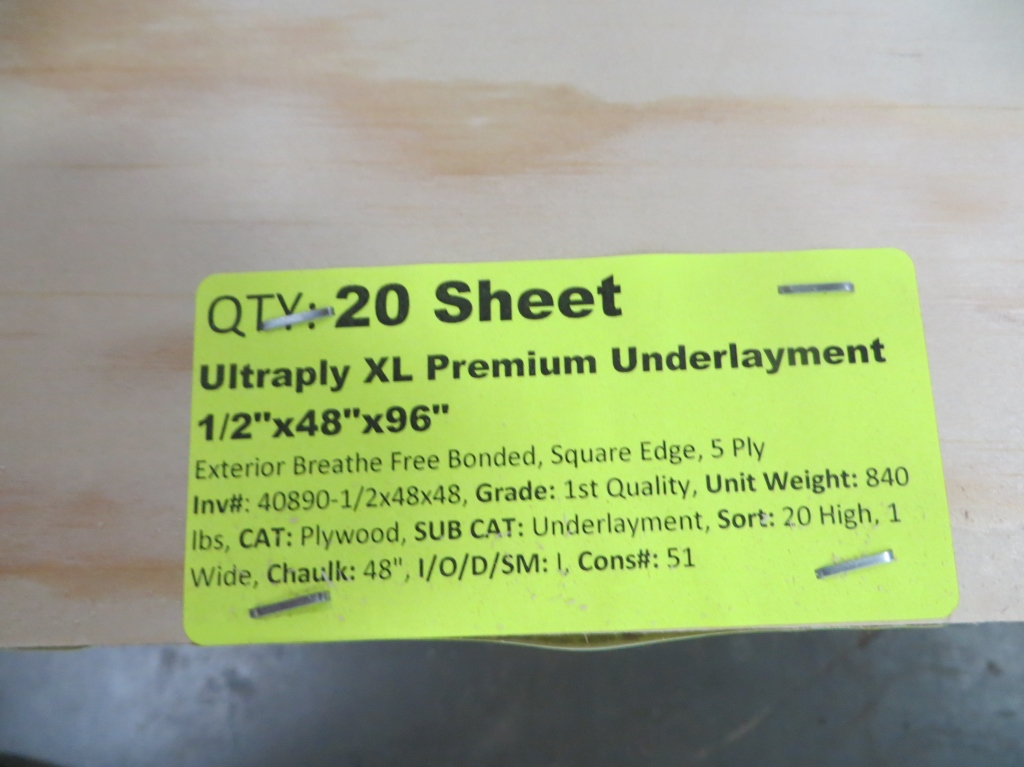 QTY: 20 Sheet
Ultraply XL Premium Underlayment
1/2"x48"x96"
Exterior Breathe Free Bonded, Square Edge, 5 Ply
Inv#: 40890-1/2x48x48, Grade: 1st Quality, Unit Weight: 840
lbs, CAT: Plywood, SUB CAT: Underlayment, Sort: 20 High, 1
Wide, Chaulk: 48", I/O/D/SM: I, Cons#: 51